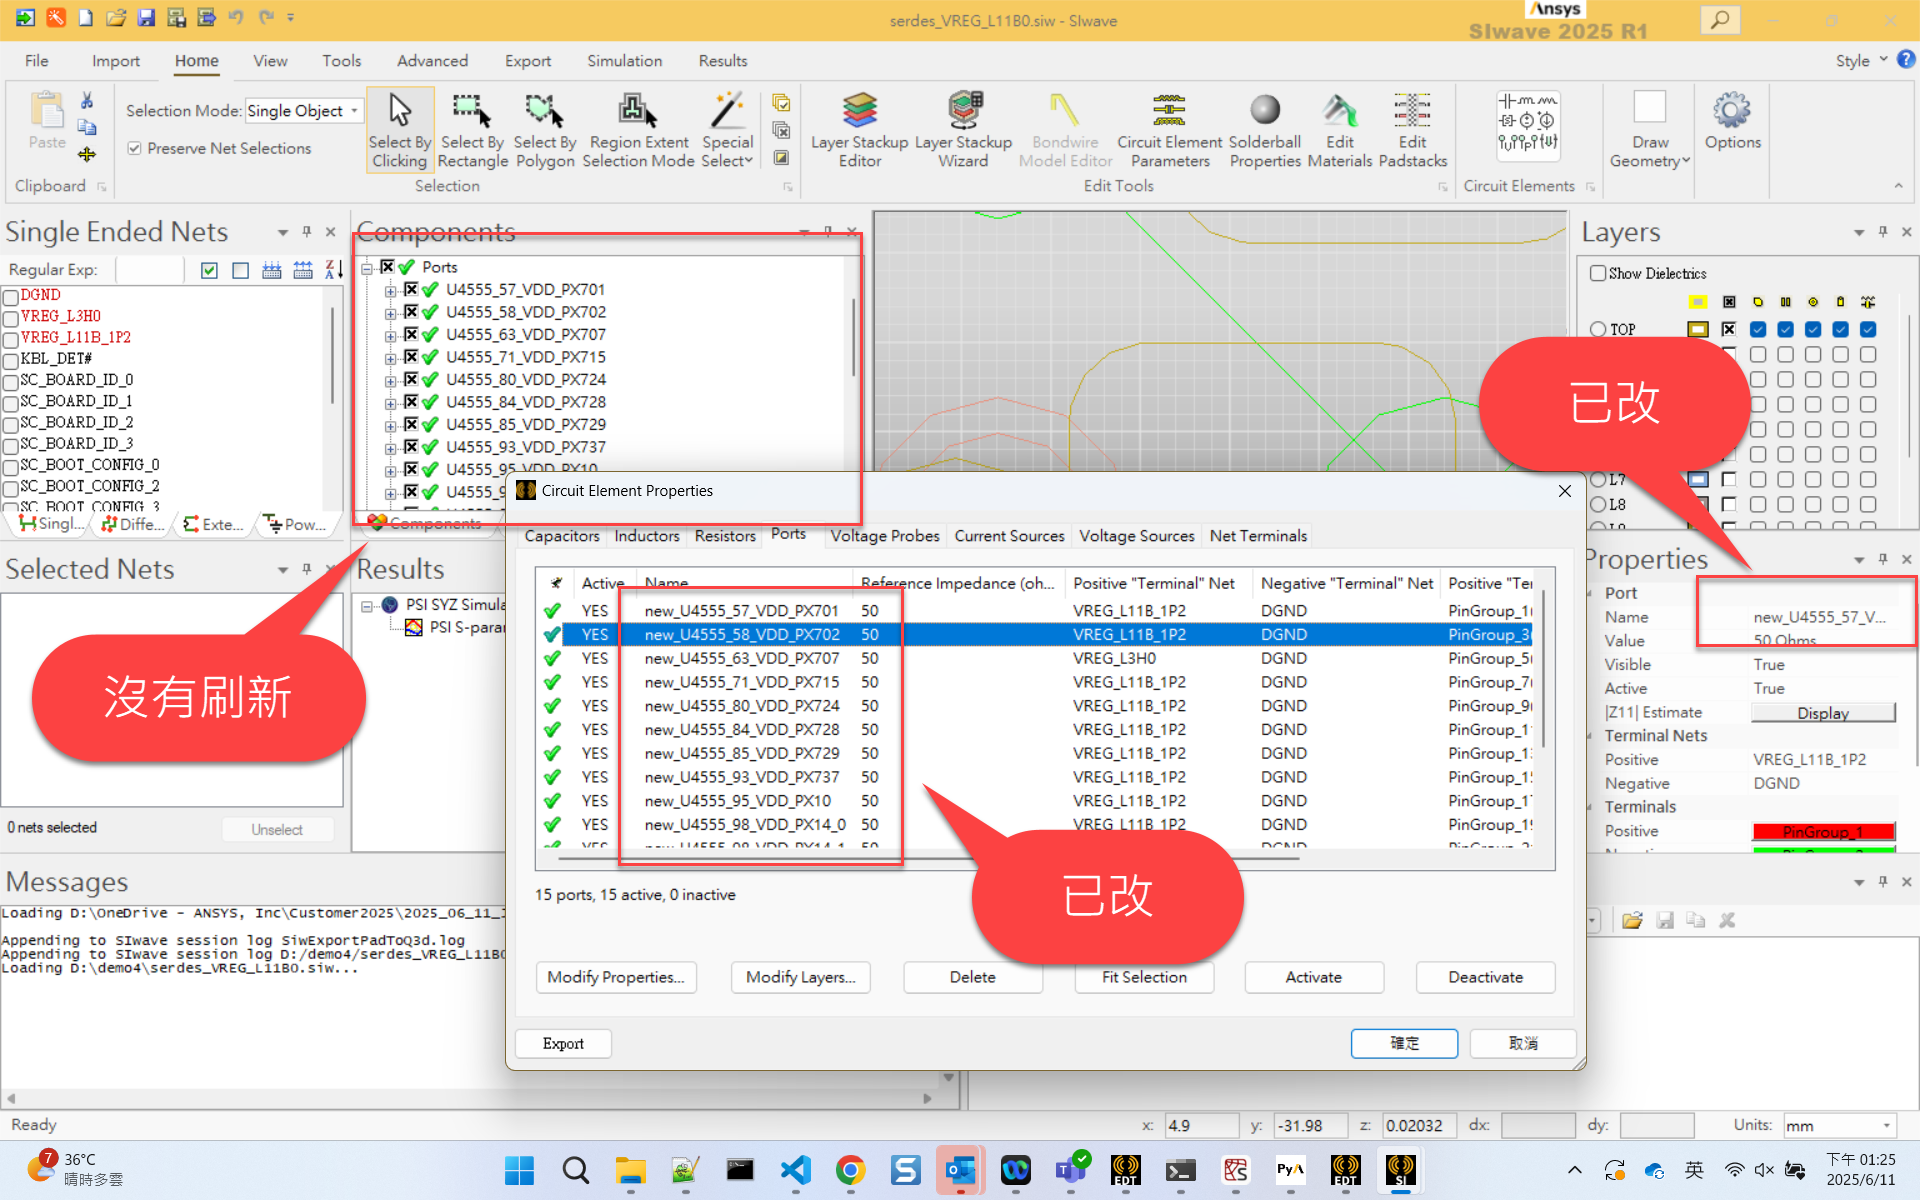 serdes_VREG_L11B0.siw - SIwave
Ansys
SIwave 2025 R1
File Import Home View Tools Advanced Export Simulation Results Style
Paste
Clipboard
Selection Mode: Single Object
Preserve Net Selections
Select By Clicking
Select By Rectangle
Select By Polygon
Region Extent Selection Mode
Special Select
Selection
Layer Stackup Editor
Layer Stackup Wizard
Bondwire Model Editor
Circuit Element Parameters
Solderball Properties
Edit Materials
Edit Padstacks
Edit Tools
Circuit Elements
Draw Geometry
Options
Single Ended Nets
Regular Exp:
DGND
VREG_L3H0
VREG_L11B_1P2
KBL_DET#
SC_BOARD_ID_0
SC_BOARD_ID_1
SC_BOARD_ID_2
SC_BOARD_ID_3
SC_BOOT_CONFIG_0
SC_BOOT_CONFIG_2
SC_BOOT_CONFIG_3
Singl... Diffe... Exte... Pow...
Components
Ports
U4555_57_VDD_PX701
U4555_58_VDD_PX702
U4555_63_VDD_PX707
U4555_71_VDD_PX715
U4555_80_VDD_PX724
U4555_84_VDD_PX728
U4555_85_VDD_PX729
U4555_93_VDD_PX737
U4555_95_VDD_PX10
Components
Layers
Show Dielectrics
TOP
L7
L8
已改
Selected Nets
0 nets selected
Unselect
沒有刷新
Results
PSI SYZ Simula
PSI S-parar
Circuit Element Properties
Capacitors Inductors Resistors Ports Voltage Probes Current Sources Voltage Sources Net Terminals
Active Name Reference Impedance (oh... Positive "Terminal" Net Negative "Terminal" Net Positive "Ter
YES new_U4555_57_VDD_PX701 50 VREG_L11B_1P2 DGND PinGroup_1(
YES new_U4555_58_VDD_PX702 50 VREG_L11B_1P2 DGND PinGroup_3(
YES new_U4555_63_VDD_PX707 50 VREG_L3H0 DGND PinGroup_5(
YES new_U4555_71_VDD_PX715 50 VREG_L11B_1P2 DGND PinGroup_7(
YES new_U4555_80_VDD_PX724 50 VREG_L11B_1P2 DGND PinGroup_9(
YES new_U4555_84_VDD_PX728 50 VREG_L11B_1P2 DGND PinGroup_1
YES new_U4555_85_VDD_PX729 50 VREG_L11B_1P2 DGND PinGroup_1
YES new_U4555_93_VDD_PX737 50 VREG_L11B_1P2 DGND PinGroup_1
YES new_U4555_95_VDD_PX10 50 VREG_L11B_1P2 DGND PinGroup_1
YES new_U4555_98_VDD_PX14_0 50 VREG_L11B_1P2 DGND PinGroup_1
15 ports, 15 active, 0 inactive
已改
Modify Properties... Modify Layers... Delete Fit Selection Activate Deactivate
Export 確定 取消
Properties
Port
Name new_U4555_57_V...
Value 50 Ohms
Visible True
Active True
|Z11| Estimate Display
Terminal Nets
Positive VREG_L11B_1P2
Negative DGND
Terminals
Positive PinGroup_1
Messages
Loading D:\OneDrive - ANSYS, Inc\Customer2025\2025_06_11_
Appending to SIwave session log SiwExportPadToQ3d.log
Appending to SIwave session log D:/demo4/serdes_VREG_L11B0
Loading D:\demo4\serdes_VREG_L11B0.siw...
Ready
x: 4.9 y: -31.98 z: 0.02032 dx: dy: Units: mm
7
36°C
晴時多雲
EDT
PyA
EDT
SI
英
下午 01:25
2025/6/11